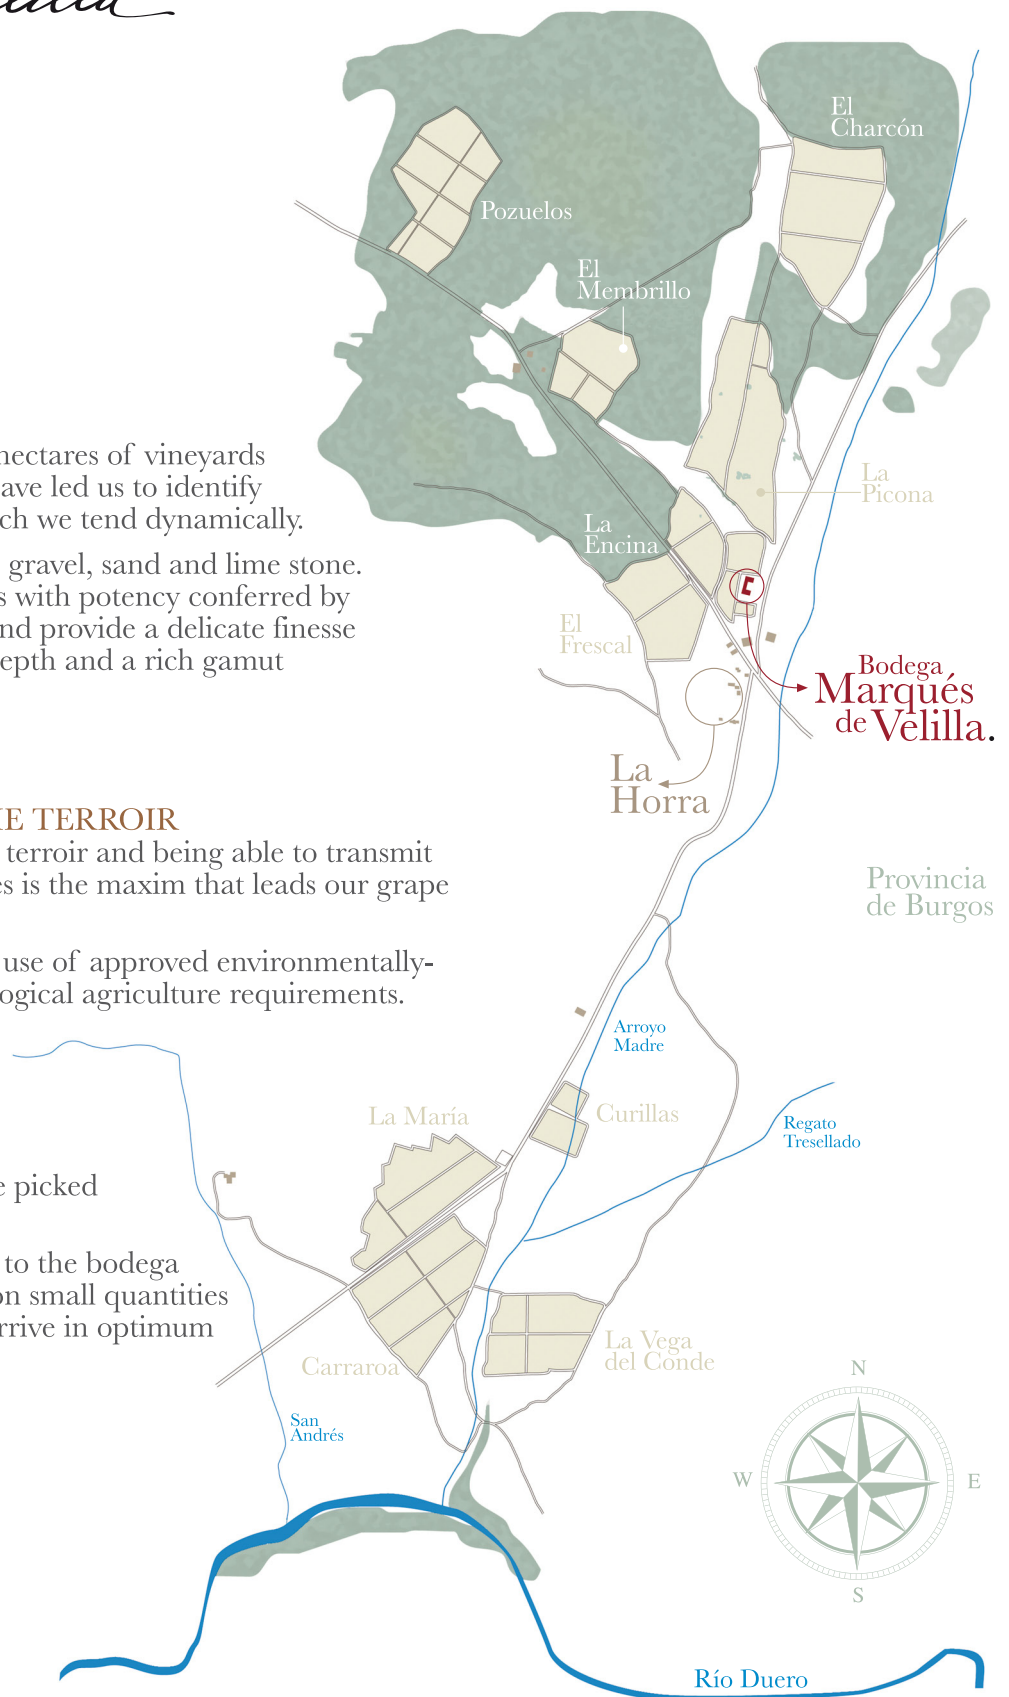 El
Charcón
Pozuelos
El
Membrillo
hectares of vineyards
ave led us to identify
ch we tend dynamically.
La
Picona
La
Encina
gravel, sand and lime stone.
s with potency conferred by
nd provide a delicate finesse
epth and a rich gamut
El
Frescal
Bodega
Marqués
de Velilla.
La
Horra
E TERROIR
terroir and being able to transmit
es is the maxim that leads our grape
Provincia
de Burgos
use of approved environmentally-
logical agriculture requirements.
Arroyo
Madre
La María
Curillas
Regato
Tresellado
e picked
to the bodega
on small quantities
rrive in optimum
La Vega
del Conde
Carraroa
San
Andrés
N
W
E
S
Río Duero